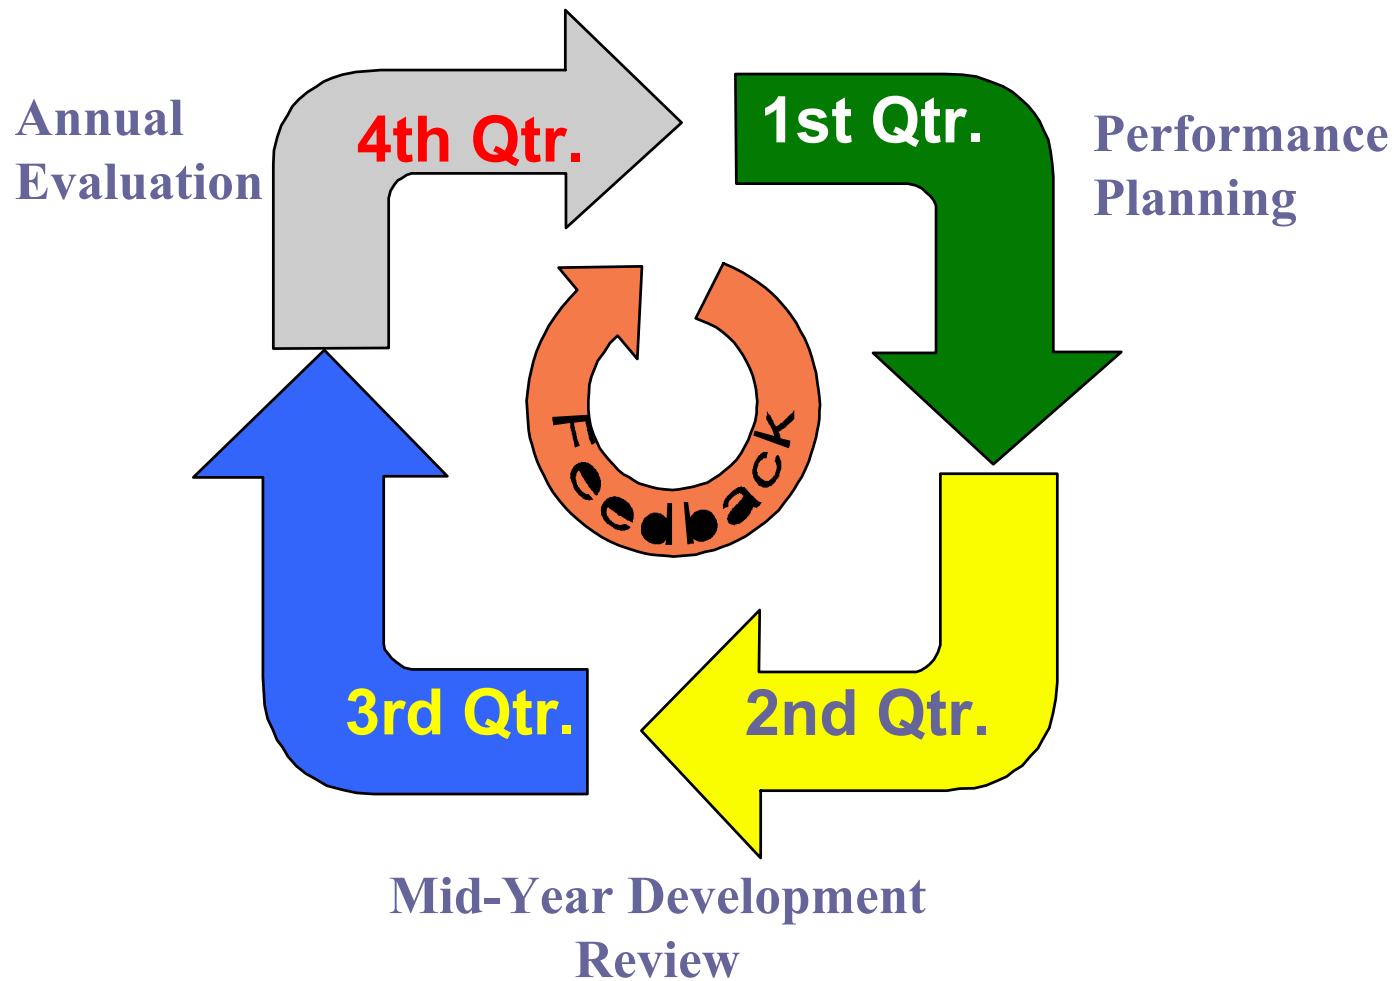 Annual
Evaluation
4th Qtr.
1st Qtr.
Performance
Planning
Feedback
3rd Qtr.
2nd Qtr.
Mid-Year Development
Review